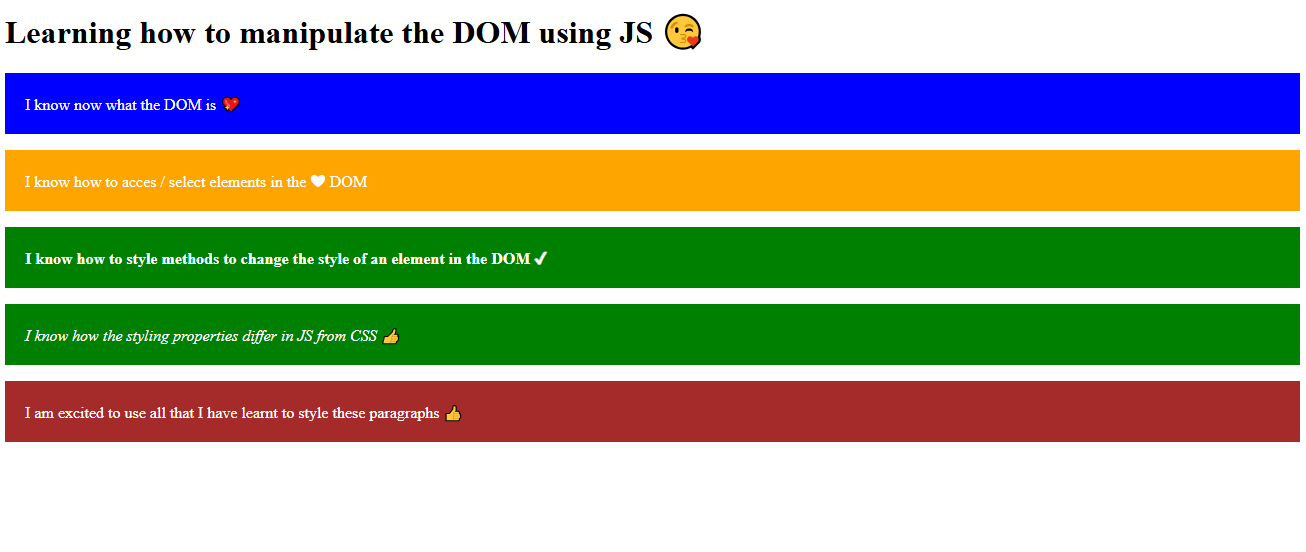 Learning how to manipulate the DOM using JS 😘
I know now what the DOM is 💖
I know how to acces / select elements in the ❤ DOM
I know how to style methods to change the style of an element in the DOM ✔
I know how the styling properties differ in JS from CSS 👍
I am excited to use all that I have learnt to style these paragraphs 👍